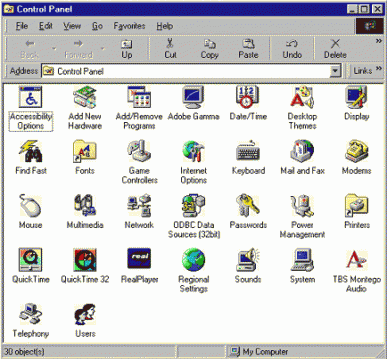 Control Panel
File Edit View Go Favorites Help
Back Forward Up Cut Copy Paste Undo Delete »
Address Control Panel Links »
Accessibility Options
Add New Hardware
Add/Remove Programs
Adobe Gamma
Date/Time
Desktop Themes
Display
Find Fast
Fonts
Game Controllers
Internet Options
Keyboard
Mail and Fax
Modems
Mouse
Multimedia
Network
ODBC Data Sources (32bit)
Passwords
Power Management
Printers
QuickTime
QuickTime 32
RealPlayer
Regional Settings
Sounds
System
TBS Montego Audio
Telephony
Users
30 object(s) My Computer